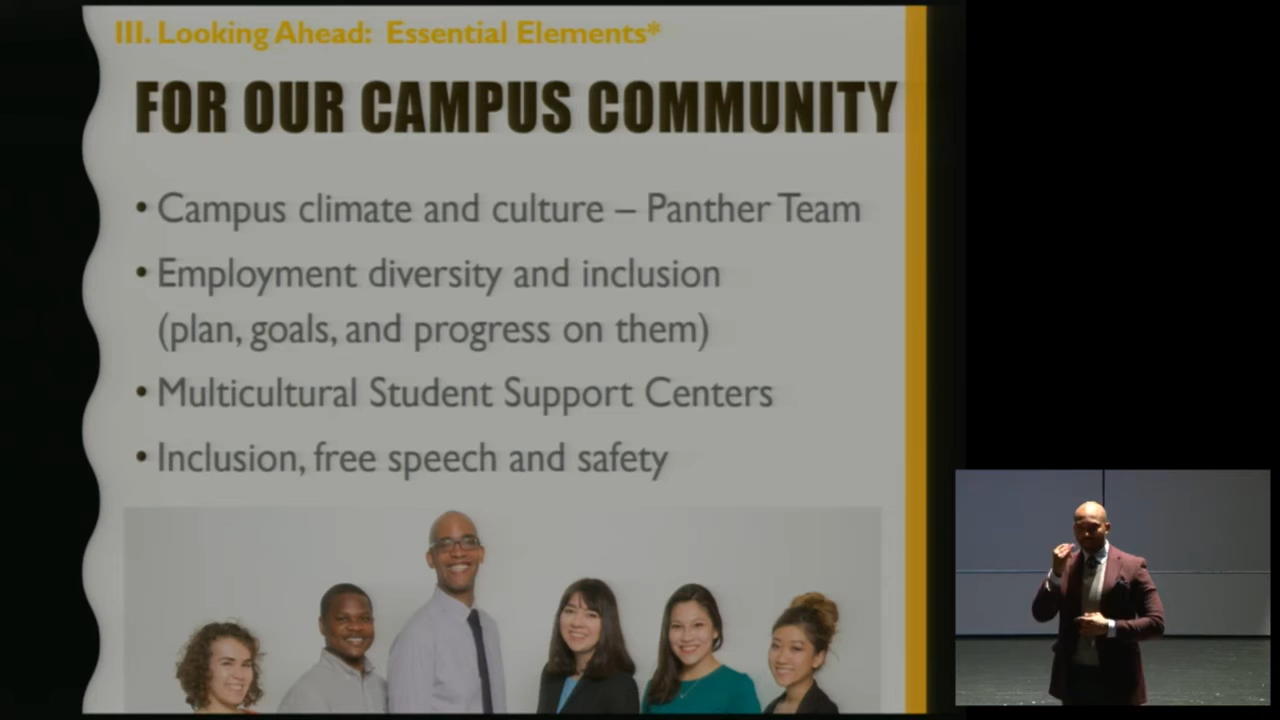 III. Looking Ahead: Essential Elements*
FOR OUR CAMPUS COMMUNITY
• Campus climate and culture – Panther Team
• Employment diversity and inclusion
(plan, goals, and progress on them)
• Multicultural Student Support Centers
• Inclusion, free speech and safety